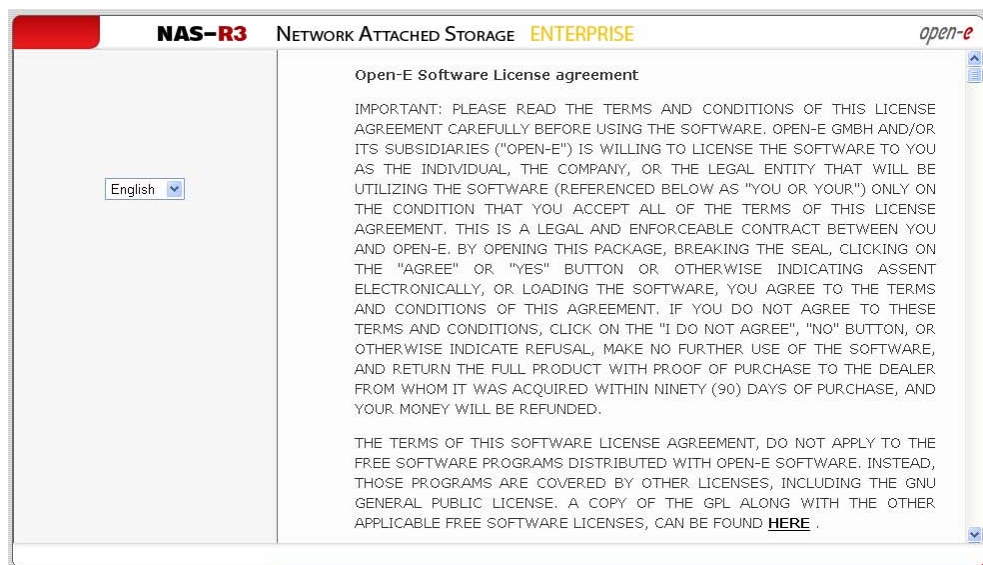 NAS-R3 NETWORK ATTACHED STORAGE ENTERPRISE open-e
English
Open-E Software License agreement
IMPORTANT: PLEASE READ THE TERMS AND CONDITIONS OF THIS LICENSE
AGREEMENT CAREFULLY BEFORE USING THE SOFTWARE. OPEN-E GMBH AND/OR
ITS SUBSIDIARIES ("OPEN-E") IS WILLING TO LICENSE THE SOFTWARE TO YOU
AS THE INDIVIDUAL, THE COMPANY, OR THE LEGAL ENTITY THAT WILL BE
UTILIZING THE SOFTWARE (REFERENCED BELOW AS "YOU OR YOUR") ONLY ON
THE CONDITION THAT YOU ACCEPT ALL OF THE TERMS OF THIS LICENSE
AGREEMENT. THIS IS A LEGAL AND ENFORCEABLE CONTRACT BETWEEN YOU
AND OPEN-E. BY OPENING THIS PACKAGE, BREAKING THE SEAL, CLICKING ON
THE "AGREE" OR "YES" BUTTON OR OTHERWISE INDICATING ASSENT
ELECTRONICALLY, OR LOADING THE SOFTWARE, YOU AGREE TO THE TERMS
AND CONDITIONS OF THIS AGREEMENT. IF YOU DO NOT AGREE TO THESE
TERMS AND CONDITIONS, CLICK ON THE "I DO NOT AGREE", "NO" BUTTON, OR
OTHERWISE INDICATE REFUSAL, MAKE NO FURTHER USE OF THE SOFTWARE,
AND RETURN THE FULL PRODUCT WITH PROOF OF PURCHASE TO THE DEALER
FROM WHOM IT WAS ACQUIRED WITHIN NINETY (90) DAYS OF PURCHASE, AND
YOUR MONEY WILL BE REFUNDED.
THE TERMS OF THIS SOFTWARE LICENSE AGREEMENT, DO NOT APPLY TO THE
FREE SOFTWARE PROGRAMS DISTRIBUTED WITH OPEN-E SOFTWARE. INSTEAD,
THOSE PROGRAMS ARE COVERED BY OTHER LICENSES, INCLUDING THE GNU
GENERAL PUBLIC LICENSE. A COPY OF THE GPL ALONG WITH THE OTHER
APPLICABLE FREE SOFTWARE LICENSES, CAN BE FOUND HERE .